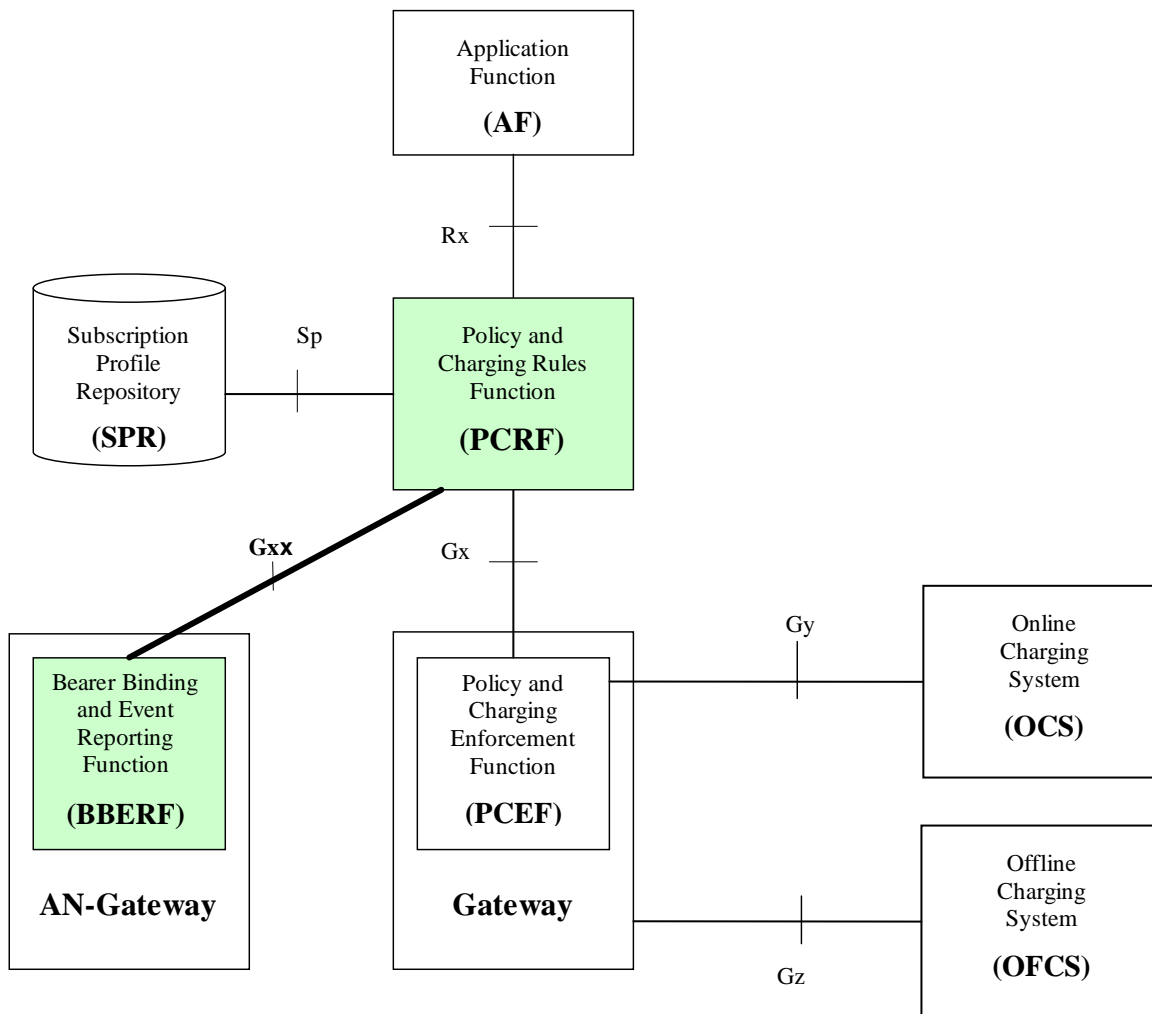 Application
Function
(AF)
Rx
Subscription
Profile
Repository
(SPR)
Sp
Policy and
Charging Rules
Function
(PCRF)
Gxx
Gx
Bearer Binding
and Event
Reporting
Function
(BBERF)
AN-Gateway
Policy and
Charging
Enforcement
Function
(PCEF)
Gateway
Gy
Online
Charging
System
(OCS)
Gz
Offline
Charging
System
(OFCS)